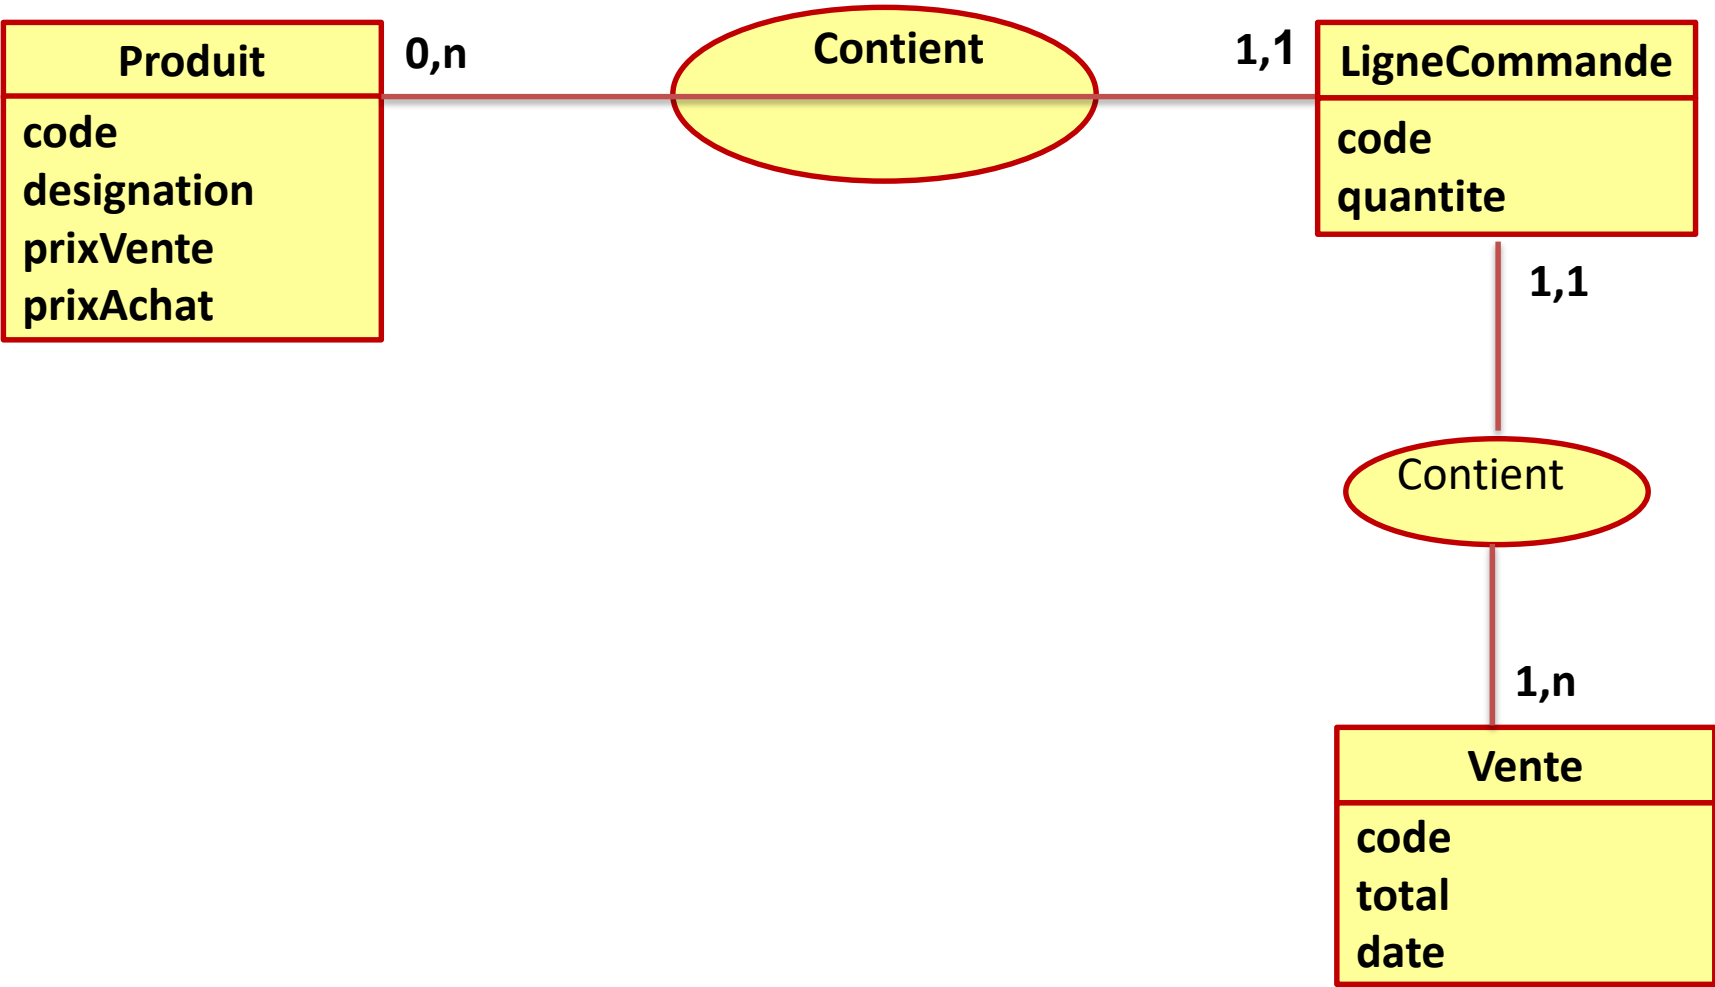 Produit
code
designation
prixVente
prixAchat
0,n
Contient
1,1
LigneCommande
code
quantite
1,1
Contient
1,n
Vente
code
total
date